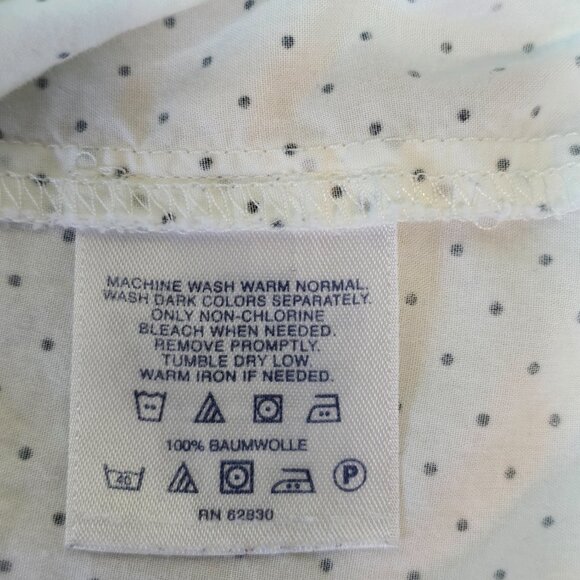 MACHINE WASH WARM NORMAL.
WASH DARK COLORS SEPARATELY.
ONLY NON-CHLORINE
BLEACH WHEN NEEDED.
REMOVE PROMPTLY.
TUMBLE DRY LOW
WARM IRON IF NEEDED.
100% BAUMWOLLE
40 P
RN 62830